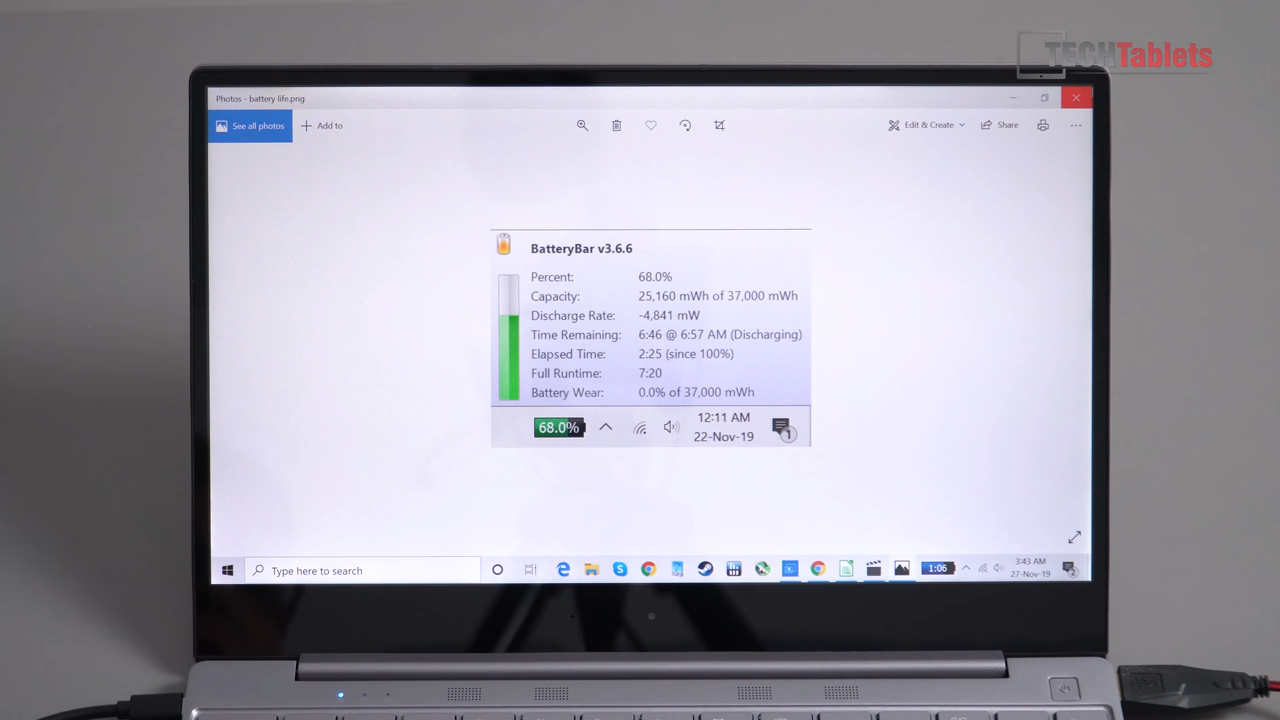 TECHTablets
Photos - battery life.png
See all photos
Add to
Edit & Create
Share
BatteryBar v3.6.6
Percent: 68.0%
Capacity: 25,160 mWh of 37,000 mWh
Discharge Rate: -4,841 mW
Time Remaining: 6:46 @ 6:57 AM (Discharging)
Elapsed Time: 2:25 (since 100%)
Full Runtime: 7:20
Battery Wear: 0.0% of 37,000 mWh
68.0%
12:11 AM
22-Nov-19
1
Type here to search
1:06
3:43 AM
27-Nov-19
2